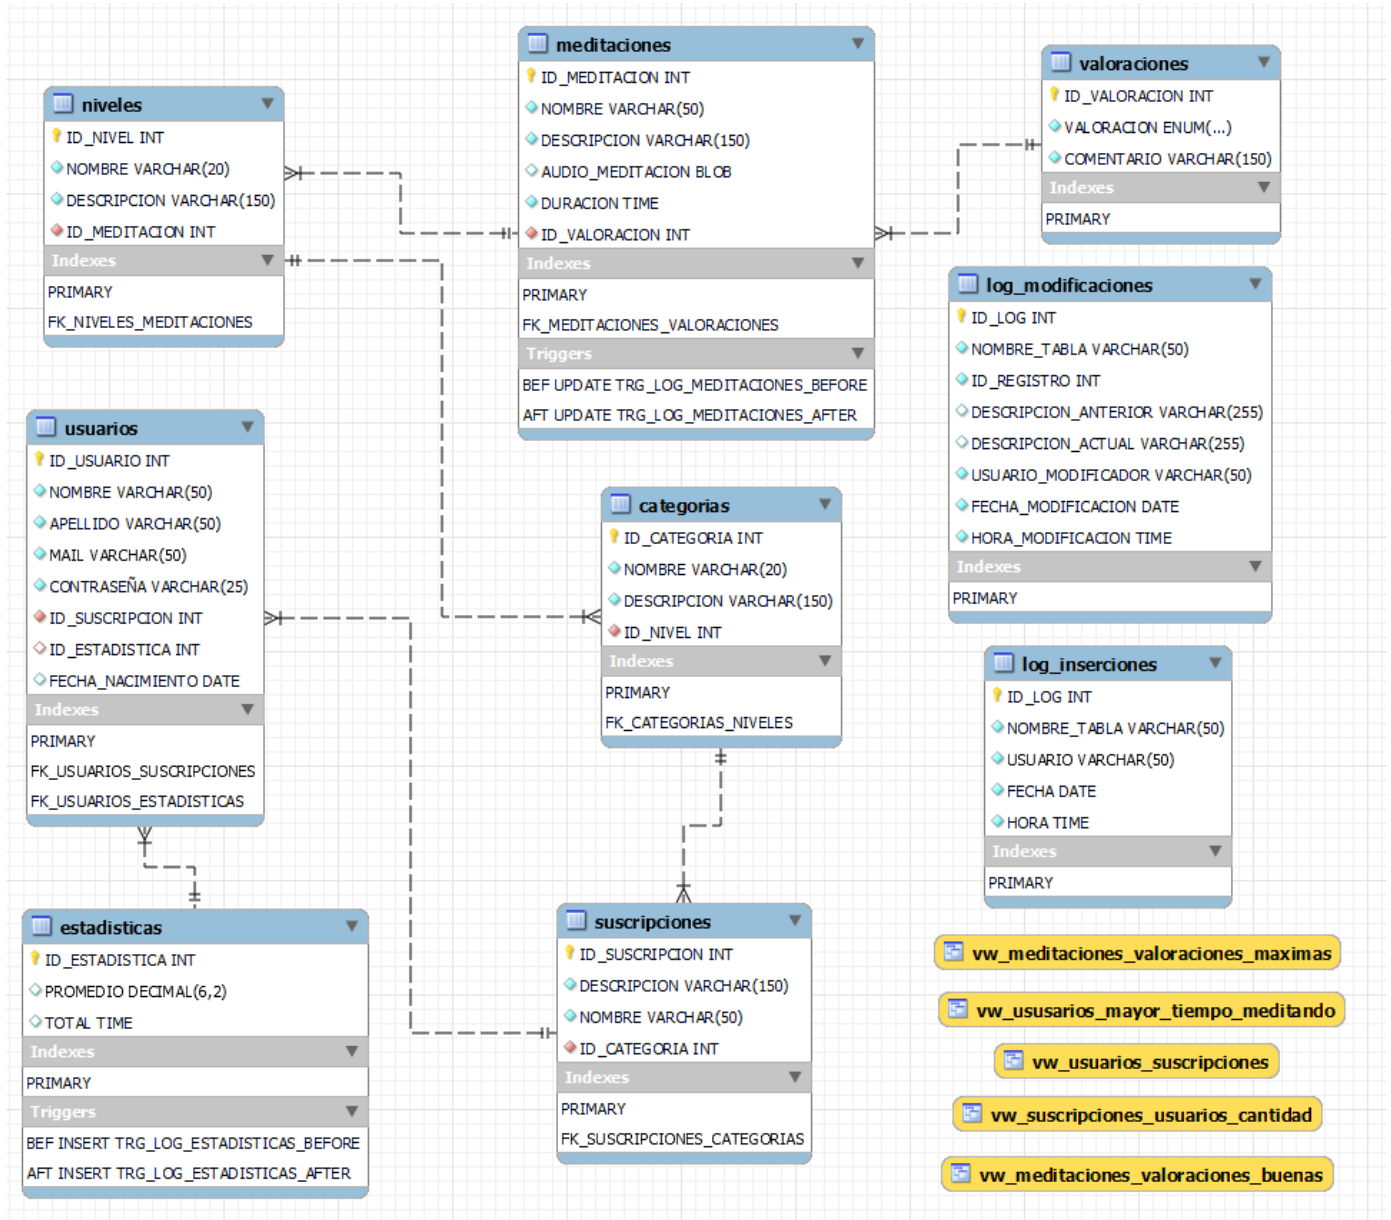 niveles
ID_NIVEL INT
NOMBRE VARCHAR(20)
DESCRIPCION VARCHAR(150)
ID_MEDITACION INT
Indexes
PRIMARY
FK_NIVELES_MEDITACIONES
meditaciones
ID_MEDITACION INT
NOMBRE VARCHAR(50)
DESCRIPCION VARCHAR(150)
AUDIO_MEDITACION BLOB
DURACION TIME
ID_VALORACION INT
Indexes
PRIMARY
FK_MEDITACIONES_VALORACIONES
Triggers
BEF UPDATE TRG_LOG_MEDITACIONES_BEFORE
AFT UPDATE TRG_LOG_MEDITACIONES_AFTER
valoraciones
ID_VALORACION INT
VALORACION ENUM(...)
COMENTARIO VARCHAR(150)
Indexes
PRIMARY
log_modificaciones
ID_LOG INT
NOMBRE_TABLA VARCHAR(50)
ID_REGISTRO INT
DESCRIPCION_ANTERIOR VARCHAR(255)
DESCRIPCION_ACTUAL VARCHAR(255)
USUARIO_MODIFICADOR VARCHAR(50)
FECHA_MODIFICACION DATE
HORA_MODIFICACION TIME
Indexes
PRIMARY
usuarios
ID_USUARIO INT
NOMBRE VARCHAR(50)
APELLIDO VARCHAR(50)
MAIL VARCHAR(50)
CONTRASEÑA VARCHAR(25)
ID_SUSCRIPCION INT
ID_ESTADISTICA INT
FECHA_NACIMIENTO DATE
Indexes
PRIMARY
FK_USUARIOS_SUSCRIPCIONES
FK_USUARIOS_ESTADISTICAS
categorias
ID_CATEGORIA INT
NOMBRE VARCHAR(20)
DESCRIPCION VARCHAR(150)
ID_NIVEL INT
Indexes
PRIMARY
FK_CATEGORIAS_NIVELES
log_inserciones
ID_LOG INT
NOMBRE_TABLA VARCHAR(50)
USUARIO VARCHAR(50)
FECHA DATE
HORA TIME
Indexes
PRIMARY
estadisticas
ID_ESTADISTICA INT
PROMEDIO DECIMAL(6,2)
TOTAL TIME
Indexes
PRIMARY
Triggers
BEF INSERT TRG_LOG_ESTADISTICAS_BEFORE
AFT INSERT TRG_LOG_ESTADISTICAS_AFTER
suscripciones
ID_SUSCRIPCION INT
DESCRIPCION VARCHAR(150)
NOMBRE VARCHAR(50)
ID_CATEGORIA INT
Indexes
PRIMARY
FK_SUSCRIPCIONES_CATEGORIAS
vw_meditaciones_valoraciones_maximas
vw_ususarios_mayor_tiempo_meditando
vw_usuarios_suscripciones
vw_suscripciones_usuarios_cantidad
vw_meditaciones_valoraciones_buenas